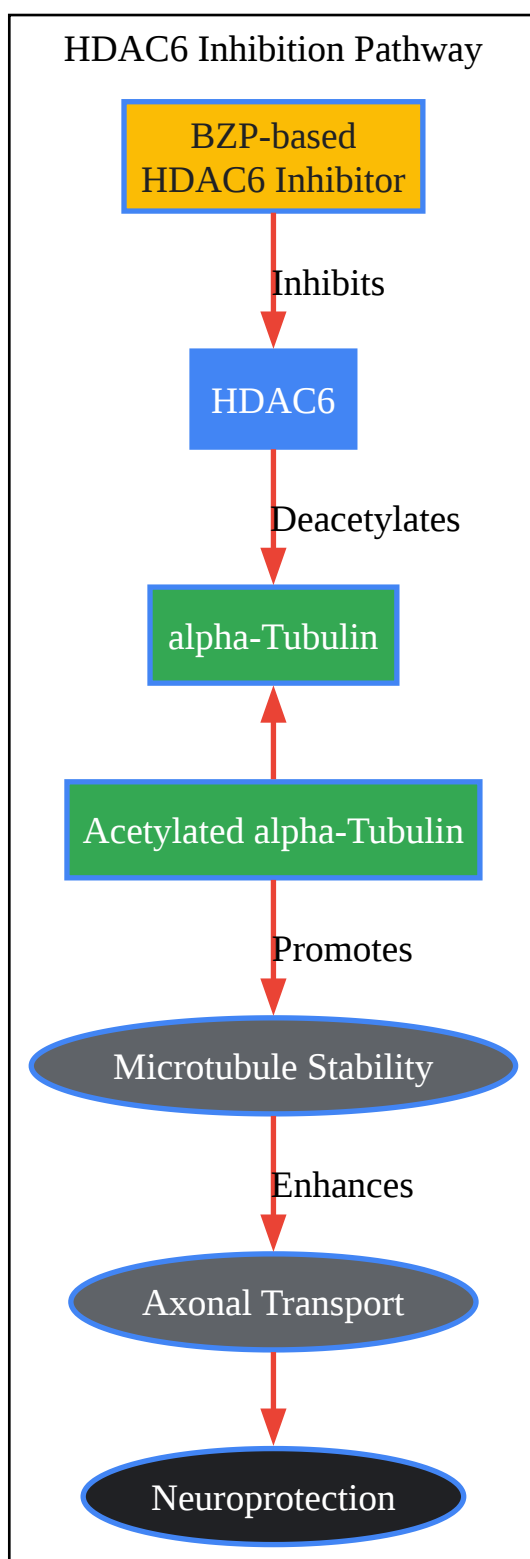 HDAC6 Inhibition Pathway
BZP-based
HDAC6 Inhibitor
Inhibits
HDAC6
Deacetylates
alpha-Tubulin
Acetylated alpha-Tubulin
Promotes
Microtubule Stability
Enhances
Axonal Transport
Neuroprotection